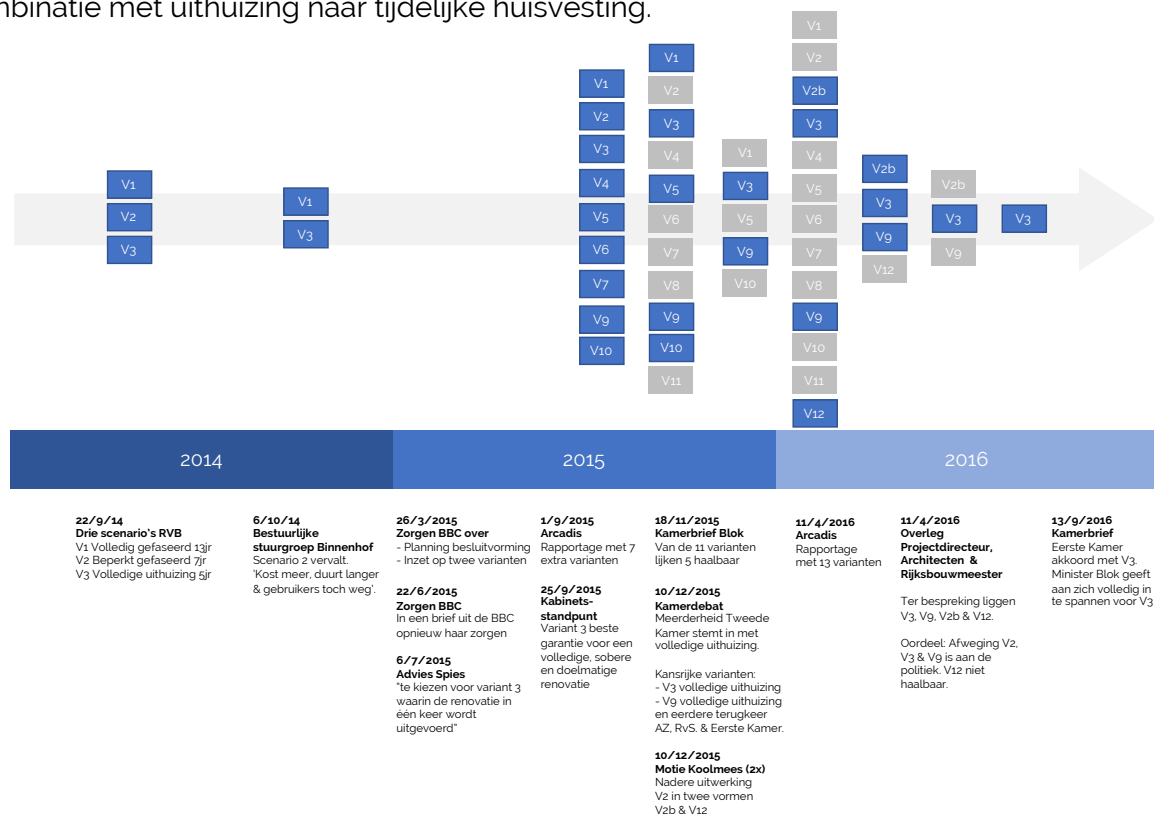 mbinatie met uithuizing naar tijdelijke huisvesting.
V1
V2
V3
V1
V3
V1
V2
V3
V4
V5
V6
V7
V9
V10
V1
V2
V3
V4
V5
V6
V7
V8
V9
V10
V11
V1
V3
V5
V9
V10
V1
V2
V2b
V3
V4
V5
V6
V7
V8
V9
V10
V11
V12
V2b
V3
V9
V12
V2b
V3
V9
V3
2014
2015
2016
22/9/14
Drie scenario's RVB
V1 Volledig gefaseerd 13jr
V2 Beperkt gefaseerd 7jr
V3 Volledige uithuizing 5jr
6/10/14
Bestuurlijke
stuurgroep Binnenhof
Scenario 2 vervalt.
'Kost meer, duurt langer
& gebruikers toch weg'.
26/3/2015
Zorgen BBC over
- Planning besluitvorming
- Inzet op twee varianten
22/6/2015
Zorgen BBC
In een brief uit de BBC
opnieuw haar zorgen
6/7/2015
Advies Spies
"te kiezen voor variant 3
waarin de renovatie in
één keer wordt
uitgevoerd"
1/9/2015
Arcadis
Rapportage met 7
extra varianten
25/9/2015
Kabinets-
standpunt
Variant 3 beste
garantie voor een
volledige, sobere
en doelmatige
renovatie
18/11/2015
Kamerbrief Blok
Van de 11 varianten
lijken 5 haalbaar
10/12/2015
Kamerdebat
Meerderheid Tweede
Kamer stemt in met
volledige uithuizing.
Kansrijke varianten:
- V3 volledige uithuizing
- V9 volledige uithuizing
en eerdere terugkeer
AZ, RvS. & Eerste Kamer.
10/12/2015
Motie Koolmees (2x)
Nadere uitwerking
V2 in twee vormen
V2b & V12
11/4/2016
Arcadis
Rapportage
met 13 varianten
11/4/2016
Overleg
Projectdirecteur,
Architecten &
Rijksbouwmeester
Ter bespreking liggen
V3, V9, V2b & V12.
Oordeel: Afweging V2,
V3 & V9 is aan de
politiek. V12 niet
haalbaar.
13/9/2016
Kamerbrief
Eerste Kamer
akkoord met V3.
Minister Blok geeft
aan zich volledig in
te spannen voor V3